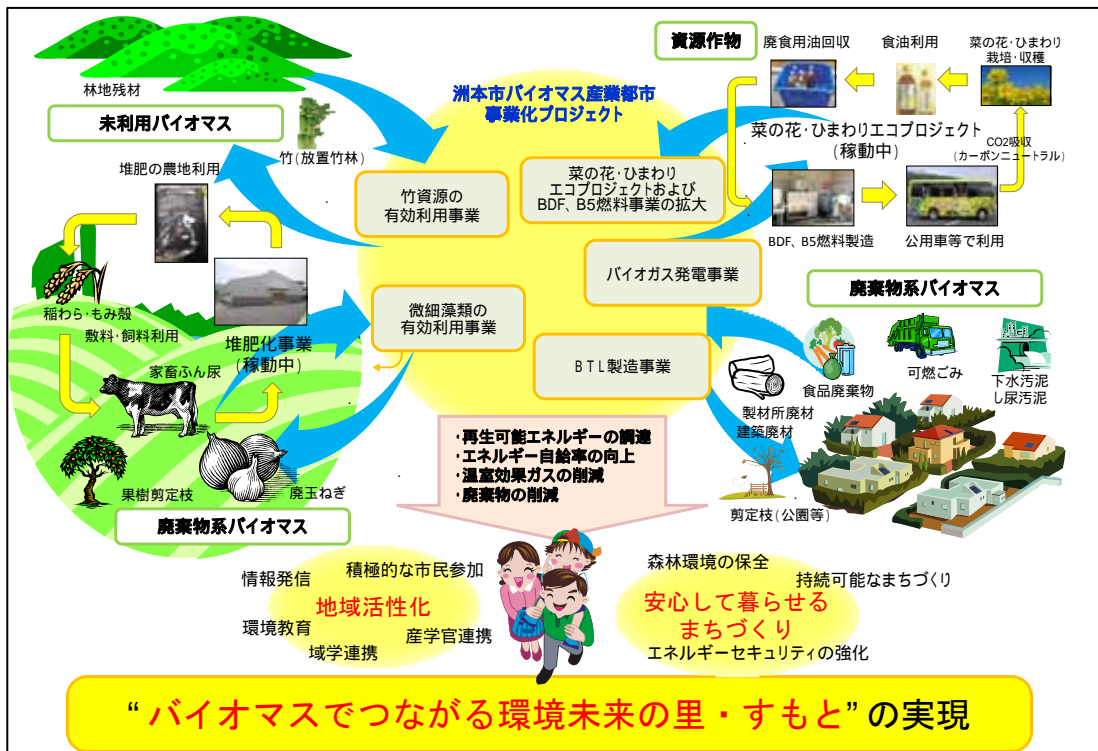 林地残材
未利用バイオマス
竹(放置竹林)
堆肥の農地利用
稲わら・もみ殻
敷料・飼料利用
堆肥化事業
(稼動中)
家畜ふん尿
果樹剪定枝
廃玉ねぎ
廃棄物系バイオマス
洲本市バイオマス産業都市
事業化プロジェクト
竹資源の
有効利用事業
菜の花・ひまわり
エコプロジェクトおよび
BDF、B5燃料事業の拡大
バイオガス発電事業
微細藻類の
有効利用事業
BTL製造事業
資源作物
廃食用油回収
食油利用
菜の花・ひまわり
栽培・収穫
菜の花・ひまわりエコプロジェクト
(稼動中)
CO2吸収
(カーボンニュートラル)
BDF、B5燃料製造
公用車等で利用
廃棄物系バイオマス
食品廃棄物
可燃ごみ
下水汚泥
し尿汚泥
製材所廃材
建築廃材
剪定枝(公園等)
・再生可能エネルギーの調達
・エネルギー自給率の向上
・温室効果ガスの削減
・廃棄物の削減
情報発信
積極的な市民参加
地域活性化
環境教育
産学官連携
域学連携
森林環境の保全
持続可能なまちづくり
安心して暮らせる
まちづくり
エネルギーセキュリティの強化
“バイオマスでつながる環境未来の里・すもと”の実現